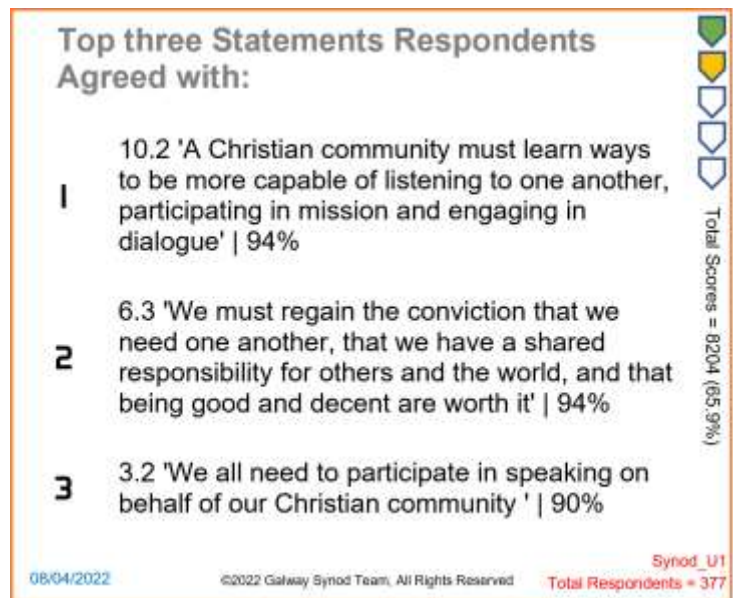 Top three Statements Respondents
Agreed with:
1
10.2 'A Christian community must learn ways
to be more capable of listening to one another,
participating in mission and engaging in
dialogue' | 94%
2
6.3 'We must regain the conviction that we
need one another, that we have a shared
responsibility for others and the world, and that
being good and decent are worth it' | 94%
3
3.2 'We all need to participate in speaking on
behalf of our Christian community ' | 90%
Total Scores = 8204 (65.9%)
08/04/2022
©2022 Galway Synod Team, All Rights Reserved
Synod_U1
Total Respondents = 377